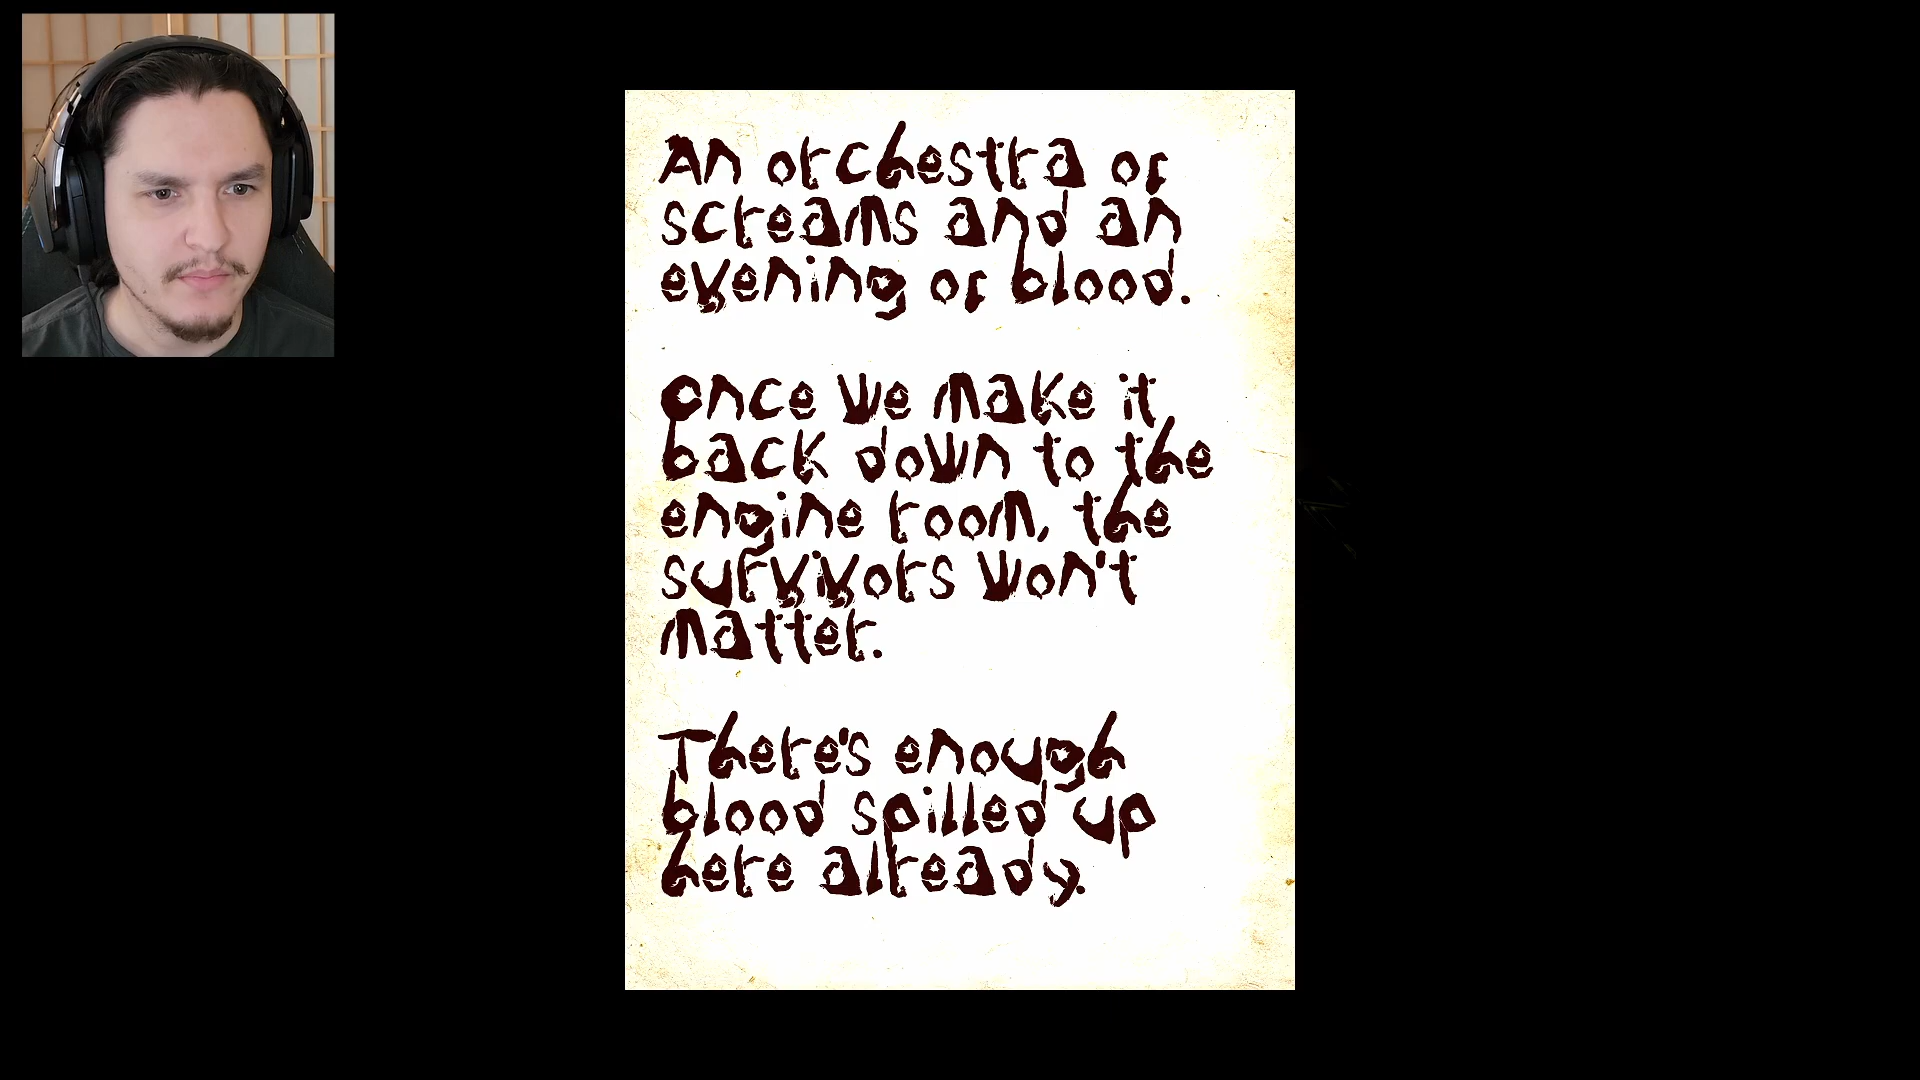 An orchestra of
screams and an
evening of blood.
Once we make it
back down to the
engine room, the
survivors won't
matter.
There's enough
blood spilled up
here already.